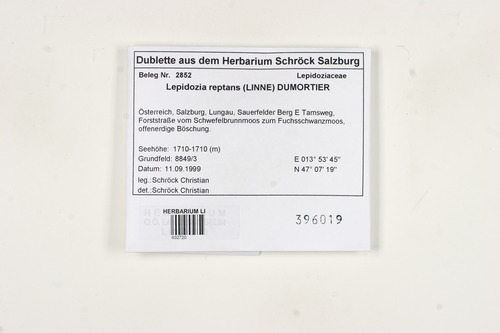 Dublette aus dem Herbarium Schröck Salzburg
Beleg Nr. 2852 Lepidoziaceae
Lepidozia reptans (LINNE) DUMORTIER
Österreich, Salzburg, Lungau, Sauerfelder Berg E Tamsweg,
Forststraße vom Schwefelbrunnmoos zum Fuchsschwanzmoos,
offenerdige Böschung.
Seehöhe: 1710-1710 (m)
Grundfeld: 8849/3 E 013° 53' 45"
Datum: 11.09.1999 N 47° 07' 19"
leg.:Schröck Christian
det.:Schröck Christian
HERBARIUM LI
602720
396019